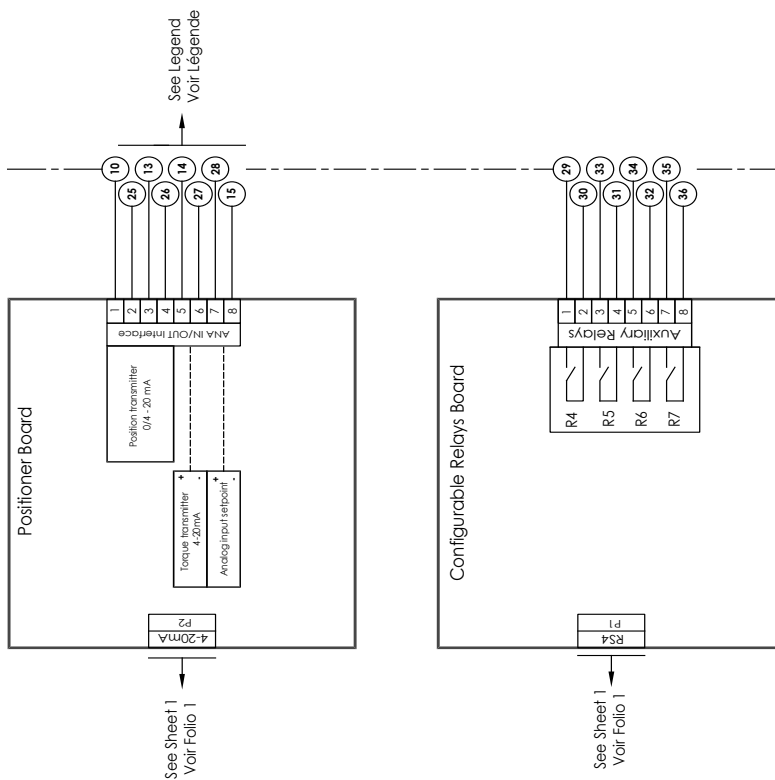 See Legend
Voir Légende
10
13
14
28
25
26
27
15
Positioner Board
1
2
3
4
5
6
7
8
ANA IN/OUT Interface
Position transmitter
0/4 - 20 mA
Torque transmitter
4-20mA
+
-
Analog input setpoint
+
-
P2
4-20mA
See Sheet 1
Voir Folio 1
29
33
34
35
30
31
32
36
Configurable Relays Board
1
2
3
4
5
6
7
8
Auxiliary Relays
R4
R5
R6
R7
P1
RS4
See Sheet 1
Voir Folio 1